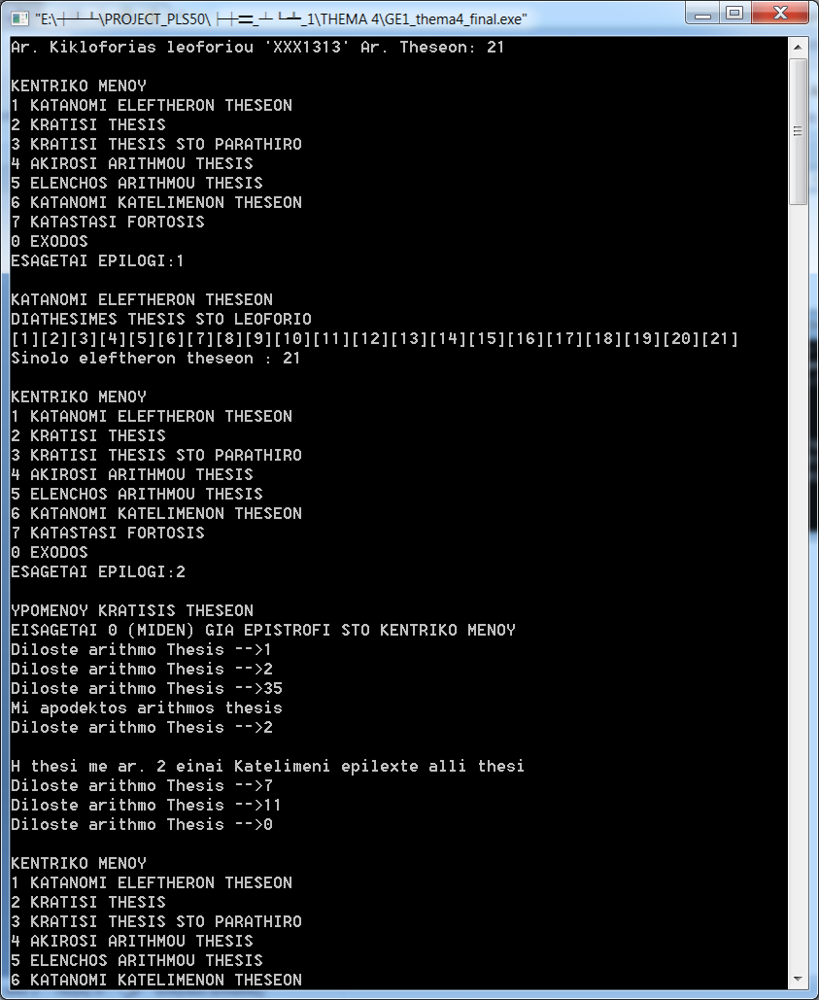 "E:\ \PROJECT_PLS50\ _1\THEMA 4\GE1_thema4_final.exe"
Ar. Kikloforias leoforiou 'XXX1313' Ar. Theseon: 21
KENTRIKO MENOY
1 KATANOMI ELEFTHERON THESEON
2 KRATISI THESIS
3 KRATISI THESIS STO PARATHIRO
4 AKIROSI ARITHMOU THESIS
5 ELENCHOS ARITHMOU THESIS
6 KATANOMI KATELIMENON THESEON
7 KATASTASI FORTOSIS
0 EXODOS
ESAGETAI EPILOGI:1
KATANOMI ELEFTHERON THESEON
DIATHESIMES THESIS STO LEOFORIO
[1][2][3][4][5][6][7][8][9][10][11][12][13][14][15][16][17][18][19][20][21]
Sinolo eleftheron theseon : 21
KENTRIKO MENOY
1 KATANOMI ELEFTHERON THESEON
2 KRATISI THESIS
3 KRATISI THESIS STO PARATHIRO
4 AKIROSI ARITHMOU THESIS
5 ELENCHOS ARITHMOU THESIS
6 KATANOMI KATELIMENON THESEON
7 KATASTASI FORTOSIS
0 EXODOS
ESAGETAI EPILOGI:2
YPOMENOY KRATISIS THESEON
EISAGETAI 0 (MIDEN) GIA EPISTROFI STO KENTRIKO MENOY
Diloste arithmo Thesis -->1
Diloste arithmo Thesis -->2
Diloste arithmo Thesis -->35
Mi apodektos arithmos thesis
Diloste arithmo Thesis -->2
H thesi me ar. 2 einai Katelimeni epilexte alli thesi
Diloste arithmo Thesis -->7
Diloste arithmo Thesis -->11
Diloste arithmo Thesis -->0
KENTRIKO MENOY
1 KATANOMI ELEFTHERON THESEON
2 KRATISI THESIS
3 KRATISI THESIS STO PARATHIRO
4 AKIROSI ARITHMOU THESIS
5 ELENCHOS ARITHMOU THESIS
6 KATANOMI KATELIMENON THESEON